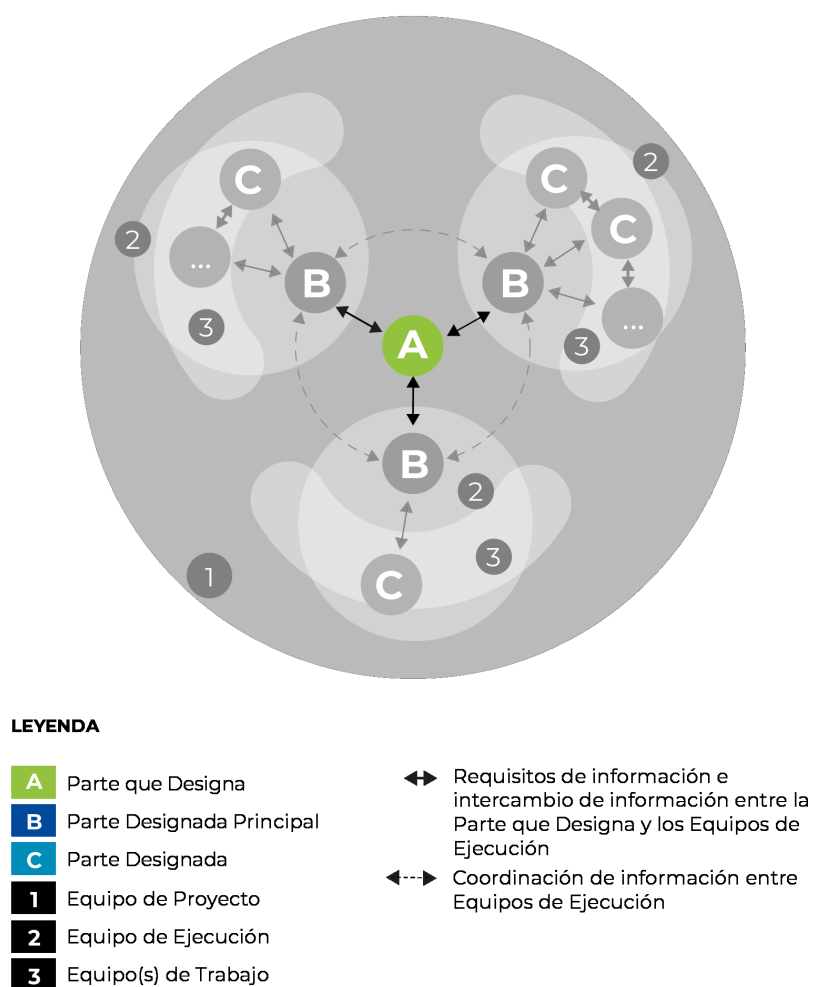 C
C
2
2
C
...
B
B
...
3
A
3
B
2
3
1
C
LEYENDA
A Parte que Designa
B Parte Designada Principal
C Parte Designada
1 Equipo de Proyecto
2 Equipo de Ejecución
3 Equipo(s) de Trabajo
Requisitos de información e
intercambio de información entre la
Parte que Designa y los Equipos de
Ejecución
Coordinación de información entre
Equipos de Ejecución